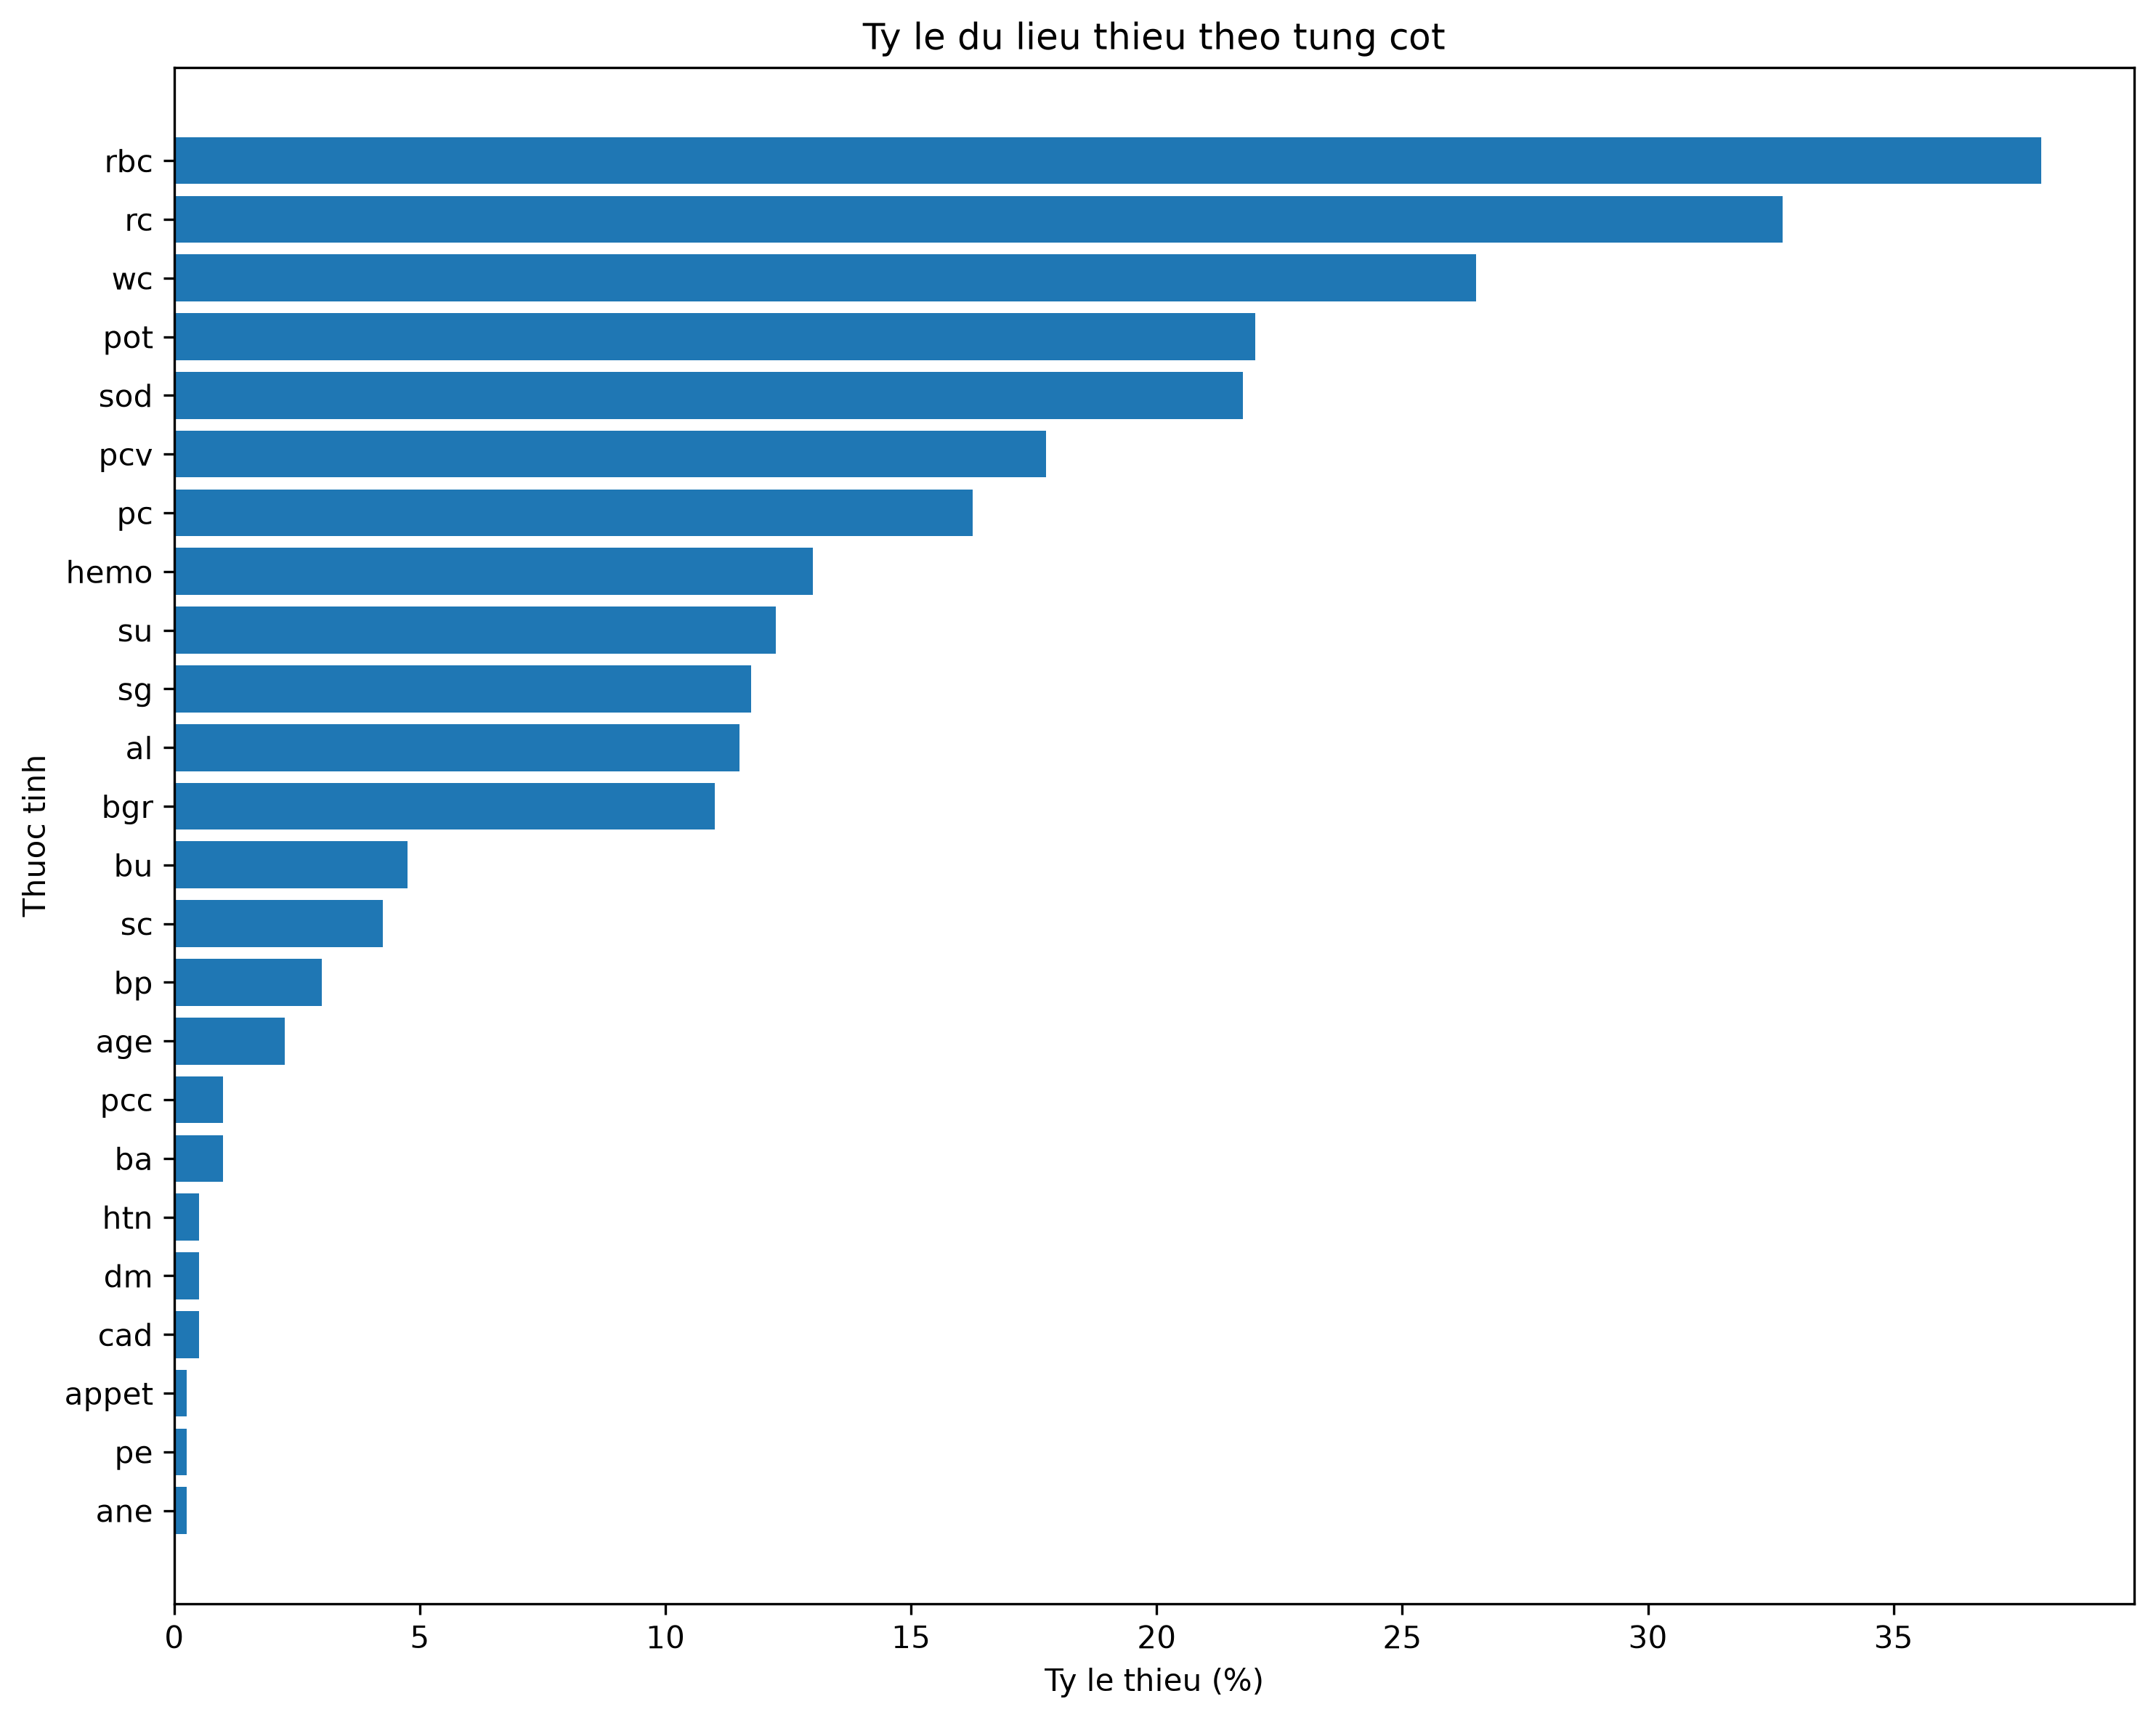 Ty le du lieu thieu theo tung cot
rbc
rc
wc
pot
sod
pcv
pc
hemo
su
sg
al
bgr
bu
sc
bp
age
pcc
ba
htn
dm
cad
appet
pe
ane
Thuoc tinh
0 5 10 15 20 25 30 35
Ty le thieu (%)